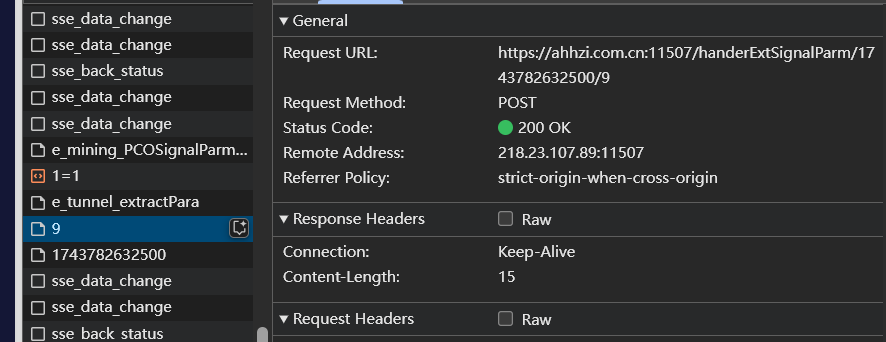 sse_data_change
sse_data_change
sse_back_status
sse_data_change
sse_data_change
e_mining_PCOSignalParm...
1=1
e_tunnel_extractPara
9
1743782632500
sse_data_change
sse_data_change
sse_back_status
General
Request URL: https://ahhzi.com.cn:11507/handerExtSignalParm/17
43782632500/9
Request Method: POST
Status Code: 200 OK
Remote Address: 218.23.107.89:11507
Referrer Policy: strict-origin-when-cross-origin
Response Headers Raw
Connection: Keep-Alive
Content-Length: 15
Request Headers Raw